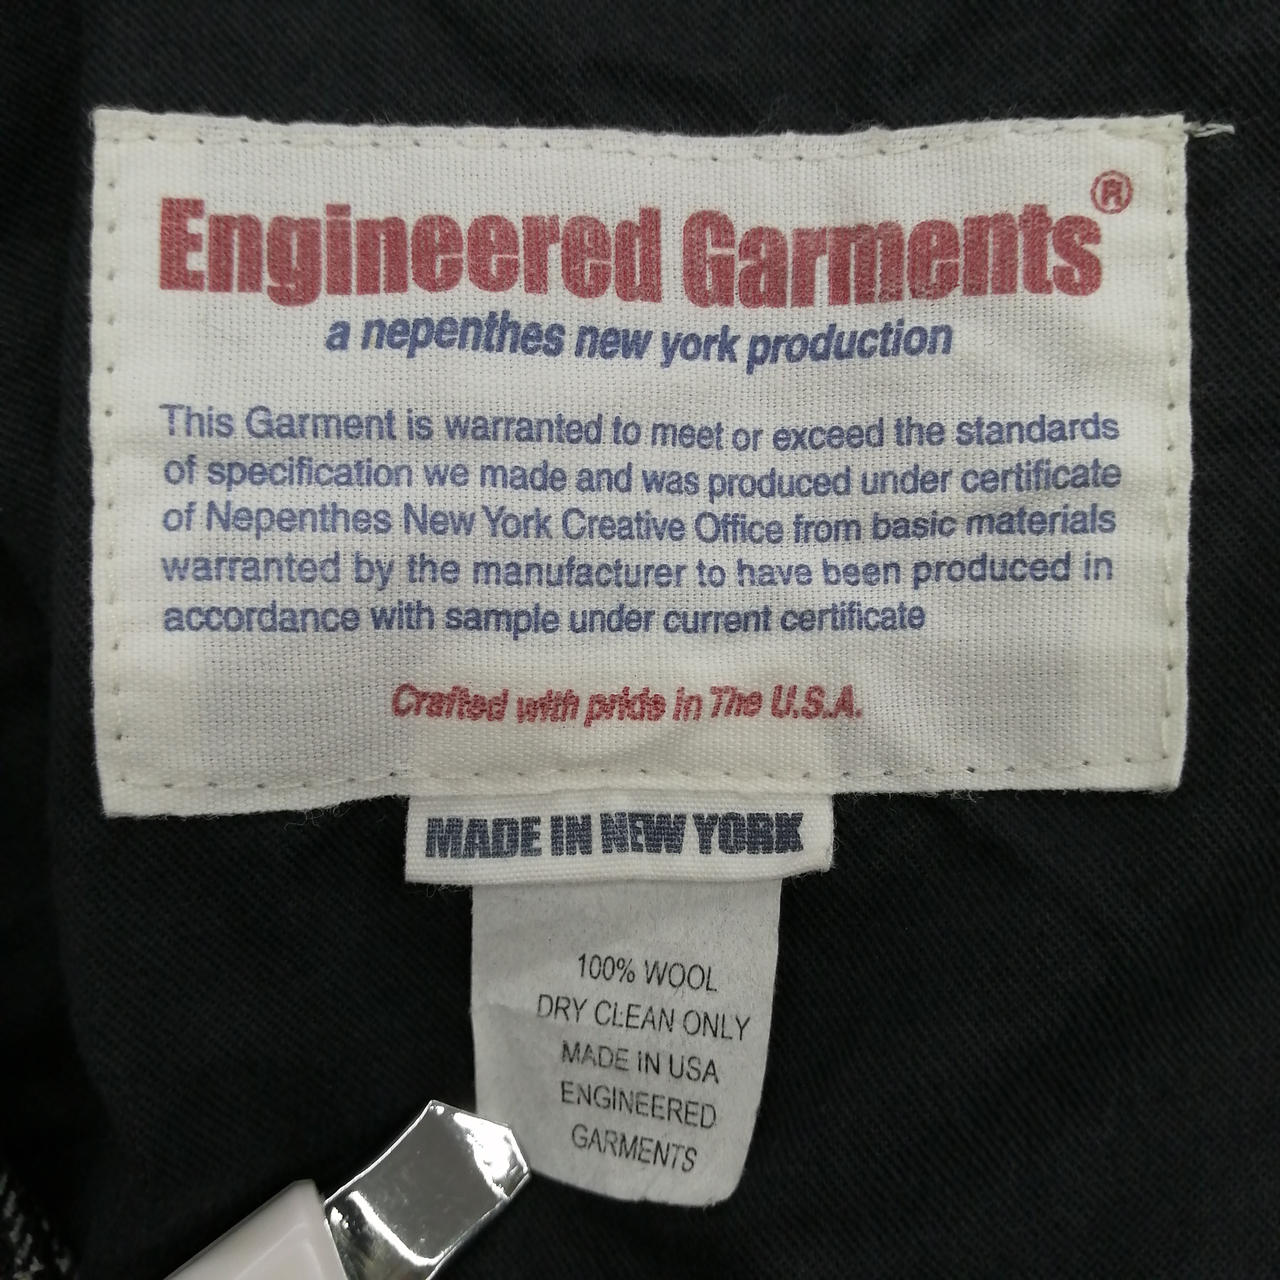 Engineered Garments®
a nepenthes new york production
This Garment is warranted to meet or exceed the standards
of specification we made and was produced under certificate
of Nepenthes New York Creative Office from basic materials
warranted by the manufacturer to have been produced in
accordance with sample under current certificate
Crafted with pride in The U.S.A.
MADE IN NEW YORK
100% WOOL
DRY CLEAN ONLY
MADE IN USA
ENGINEERED
GARMENTS